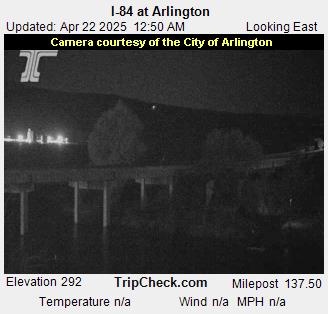 I-84 at Arlington
Updated: Apr 22 2025 12:50 AM Looking East
Camera courtesy of the City of Arlington
Elevation 292 TripCheck.com Milepost 137.50
Temperature n/a Wind n/a MPH n/a